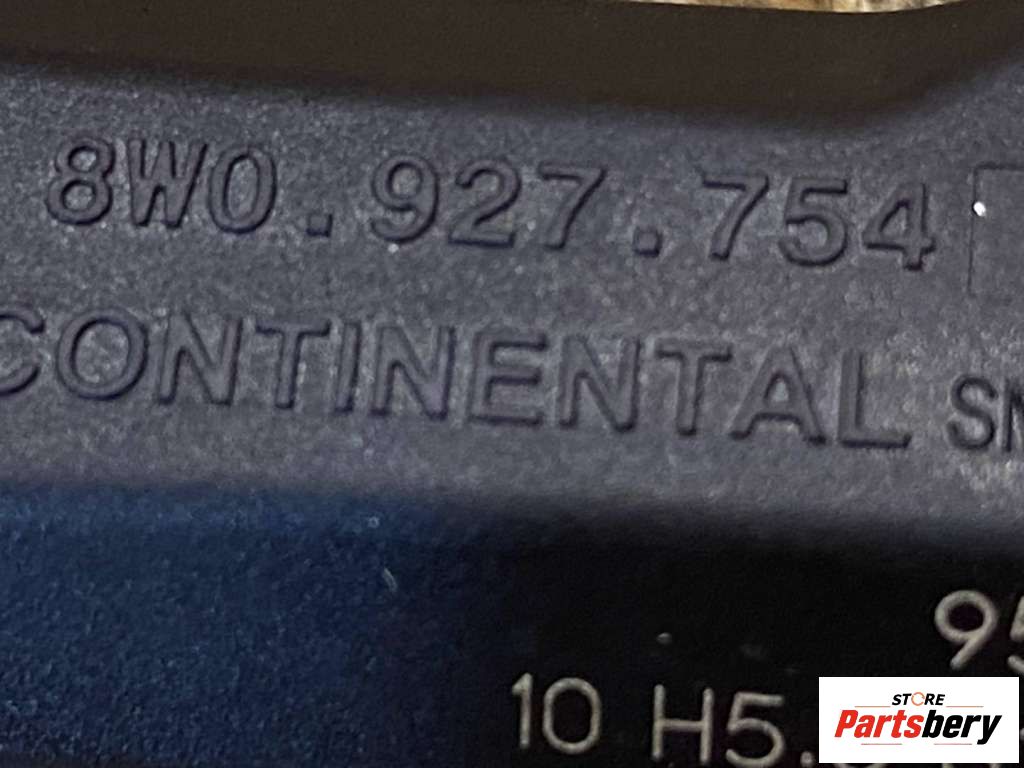 8W0.927.754
CONTINENTAL
10 H5.
STORE
Partsbery